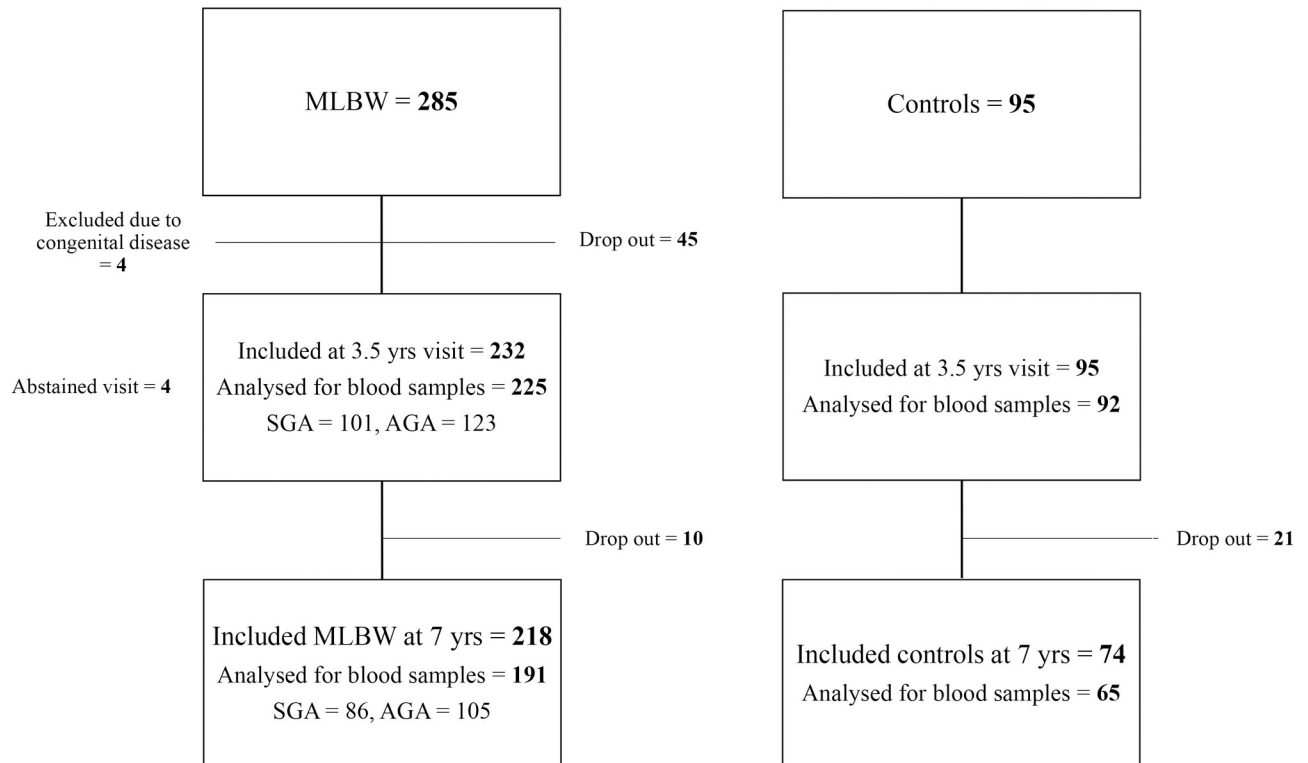 MLBW = 285
Controls = 95
Excluded due to
congenital disease
= 4
Drop out = 45
Included at 3.5 yrs visit = 232
Analysed for blood samples = 225
SGA = 101, AGA = 123
Abstained visit = 4
Included at 3.5 yrs visit = 95
Analysed for blood samples = 92
Drop out = 10
Drop out = 21
Included MLBW at 7 yrs = 218
Analysed for blood samples = 191
SGA = 86, AGA = 105
Included controls at 7 yrs = 74
Analysed for blood samples = 65